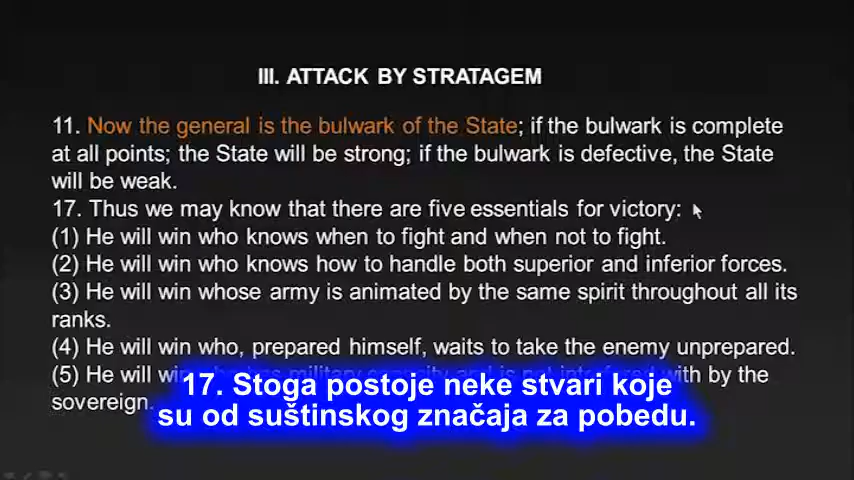 III. ATTACK BY STRATAGEM
11. Now the general is the bulwark of the State; if the bulwark is complete
at all points; the State will be strong; if the bulwark is defective, the State
will be weak.
17. Thus we may know that there are five essentials for victory:
(1) He will win who knows when to fight and when not to fight.
(2) He will win who knows how to handle both superior and inferior forces.
(3) He will win whose army is animated by the same spirit throughout all its
ranks.
(4) He will win who, prepared himself, waits to take the enemy unprepared.
(5) He will win with by the
sovereign.
17. Stoga postoje neke stvari koje
su od suštinskog značaja za pobedu.